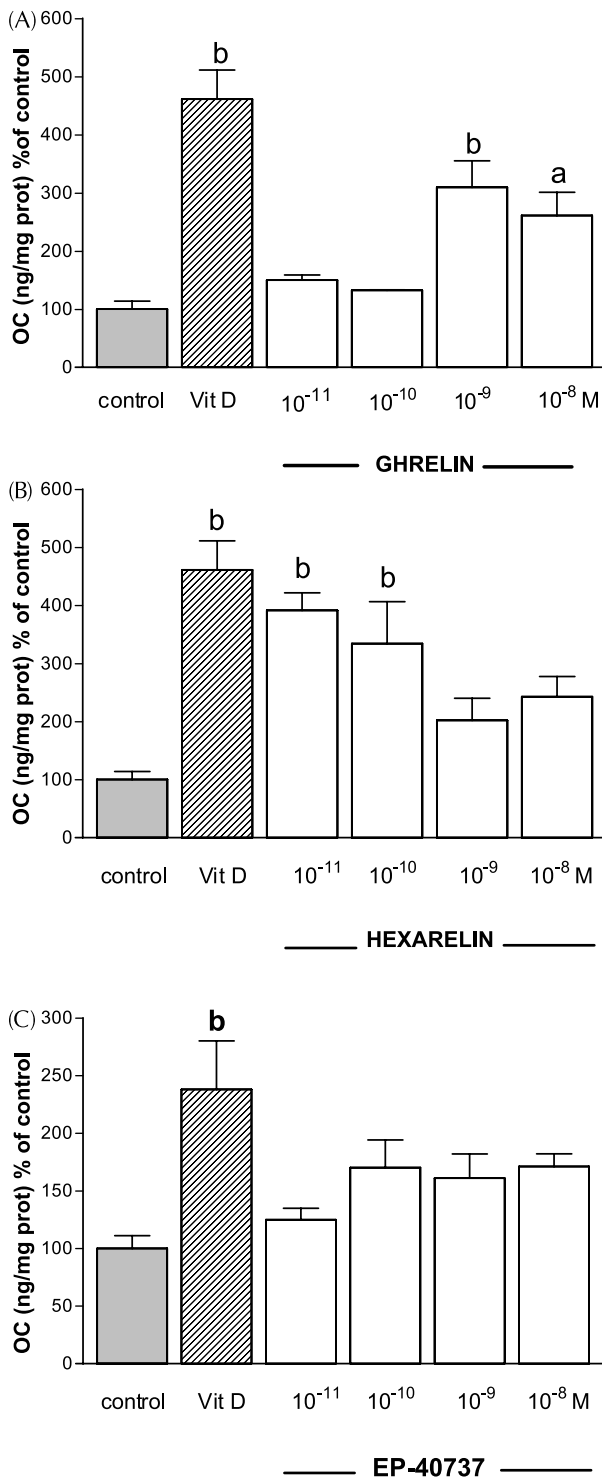 (A)
OC (ng/mg prot) %of control
600
500
400
300
200
100
0
b
b
a
control Vit D 10⁻¹¹ 10⁻¹⁰ 10⁻⁹ 10⁻⁸ M
GHRELIN
(B)
OC (ng/mg prot) % of control
600
500
400
300
200
100
0
b
b
b
control Vit D 10⁻¹¹ 10⁻¹⁰ 10⁻⁹ 10⁻⁸ M
HEXARELIN
(C)
OC (ng/mg prot) % of control
300
250
200
150
100
50
0
b
control Vit D 10⁻¹¹ 10⁻¹⁰ 10⁻⁹ 10⁻⁸ M
EP-40737